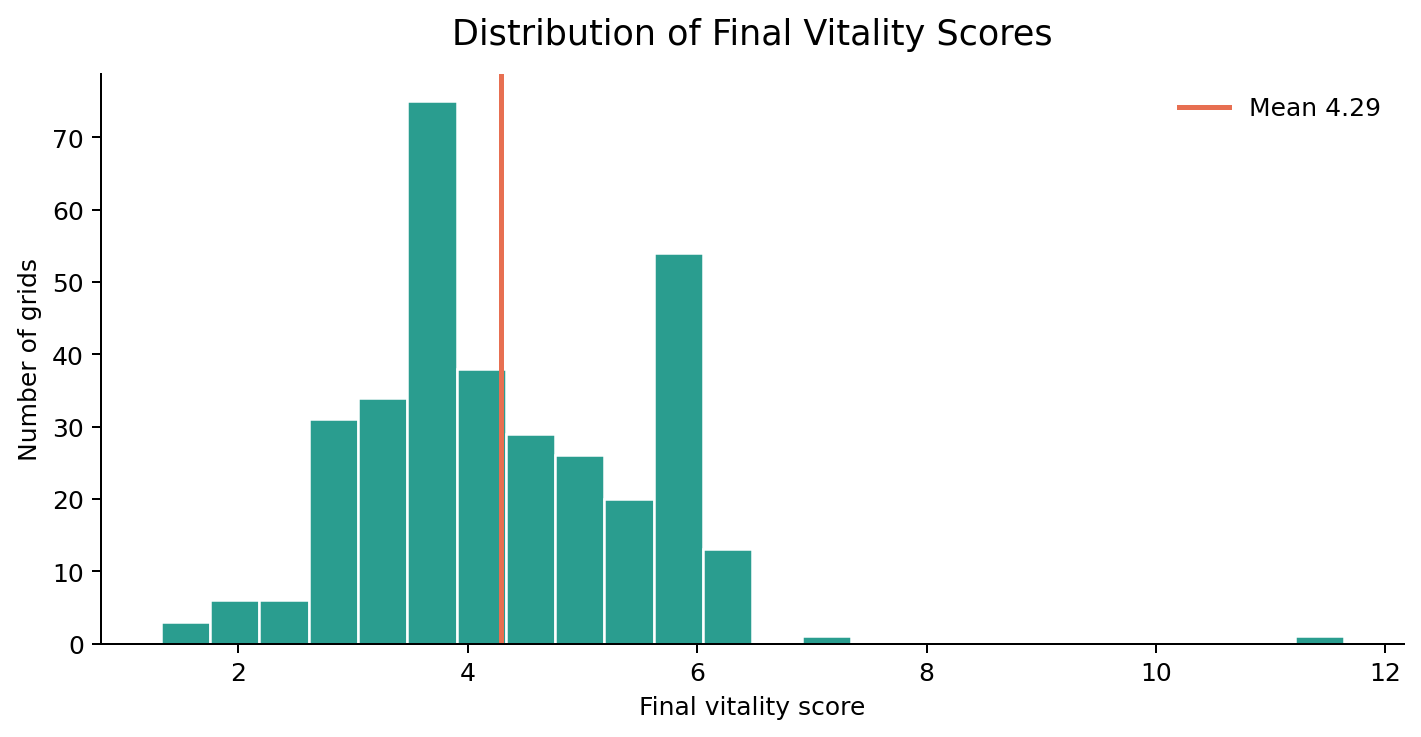 Distribution of Final Vitality Scores
Mean 4.29
Number of grids
70
60
50
40
30
20
10
0
2 4 6 8 10 12
Final vitality score